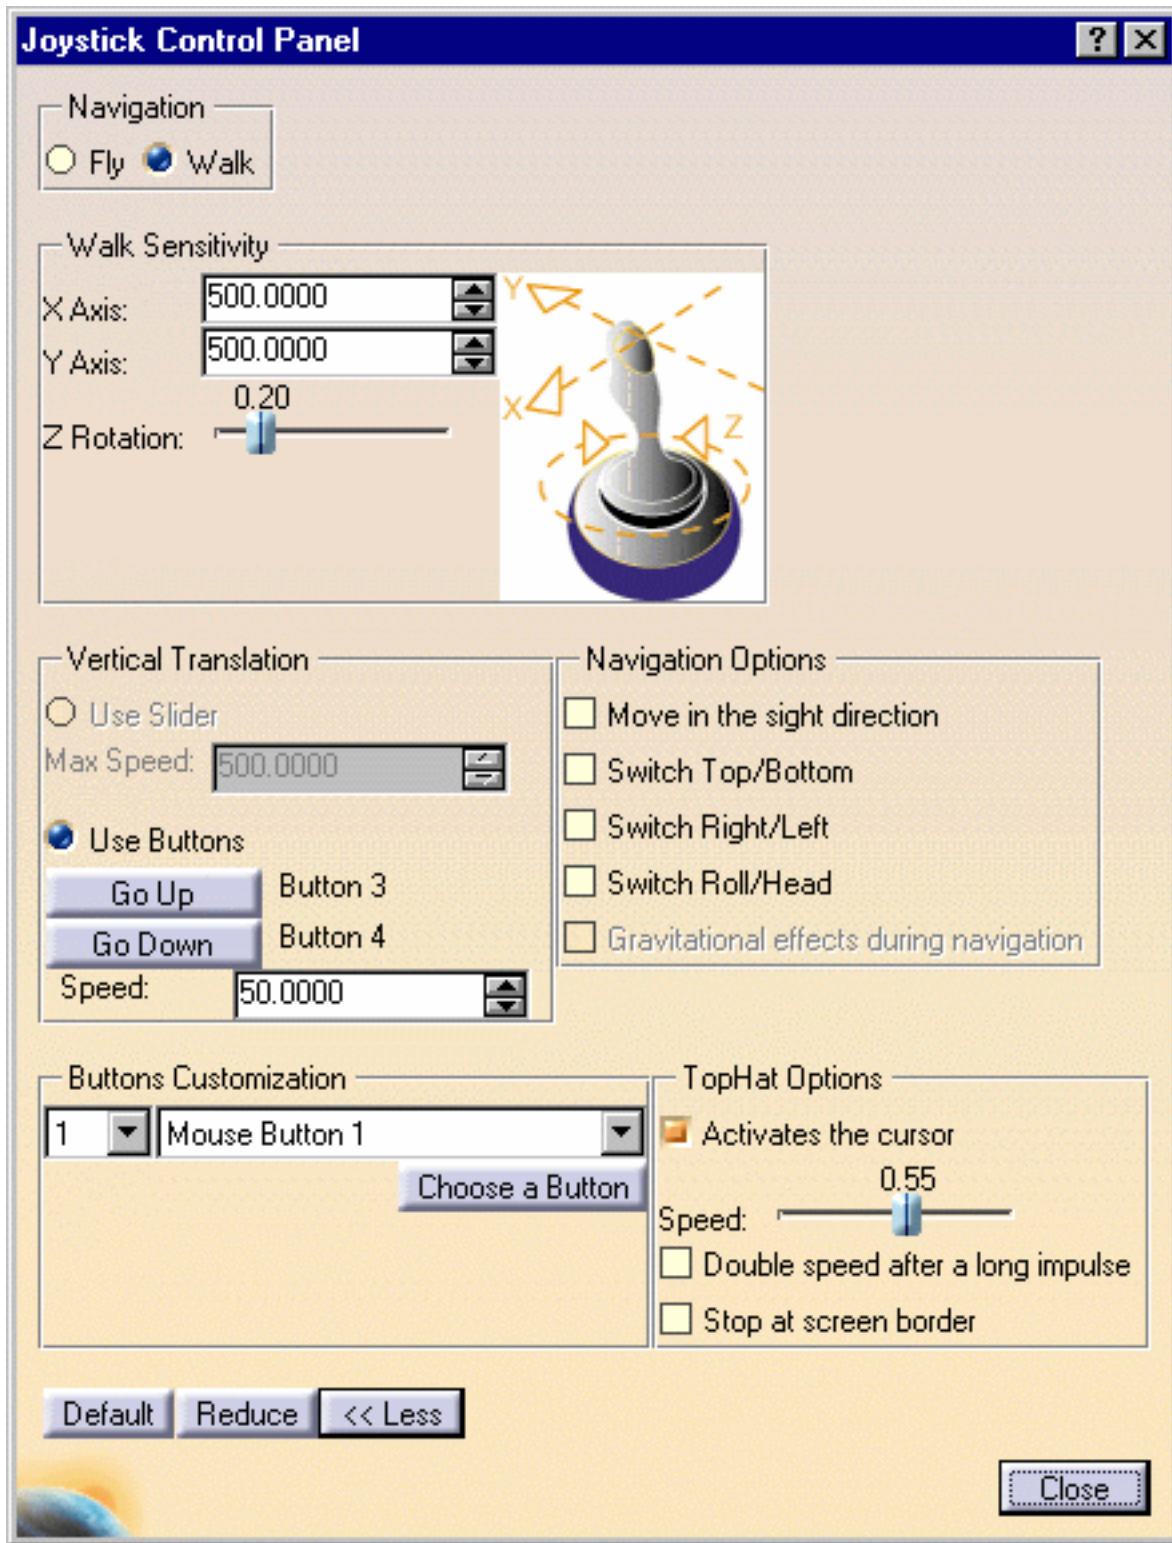 Joystick Control Panel ?
Navigation
Fly Walk
Walk Sensitivity
X Axis: 500.0000
Y Axis: 500.0000
0.20
Z Rotation:
Y
X
Z
Vertical Translation
Use Slider
Max Speed: 500.0000
Use Buttons
Go Up Button 3
Go Down Button 4
Speed: 50.0000
Navigation Options
Move in the sight direction
Switch Top/Bottom
Switch Right/Left
Switch Roll/Head
Gravitational effects during navigation
Buttons Customization
1 Mouse Button 1
Choose a Button
TopHat Options
Activates the cursor
0.55
Speed:
Double speed after a long impulse
Stop at screen border
Default Reduce << Less
Close